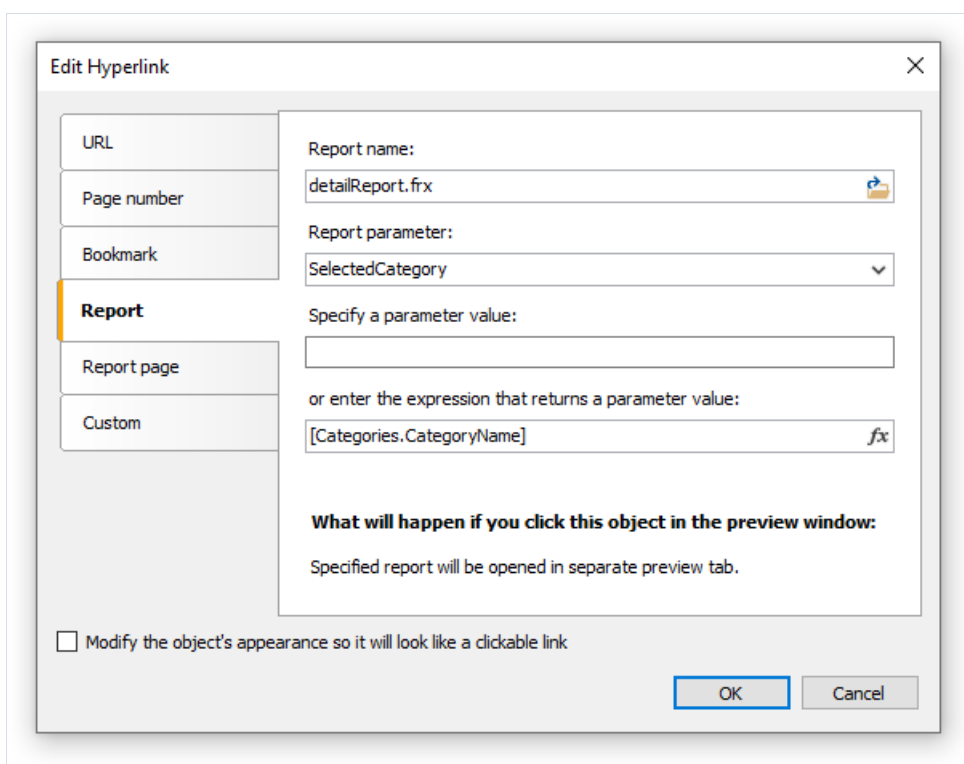 Edit Hyperlink
URL
Page number
Bookmark
Report
Report page
Custom
Report name:
detailReport.frx
Report parameter:
SelectedCategory
Specify a parameter value:
or enter the expression that returns a parameter value:
[Categories.CategoryName]
fx
What will happen if you click this object in the preview window:
Specified report will be opened in separate preview tab.
Modify the object's appearance so it will look like a clickable link
OK
Cancel